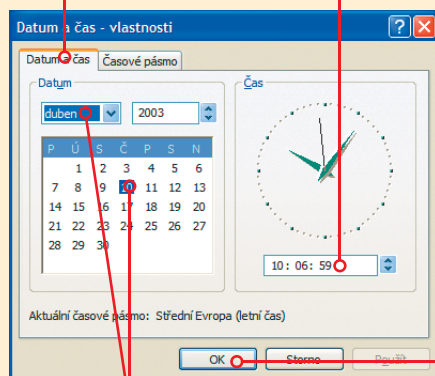 Datum a čas - vlastnosti
Datum a čas Časové pásmo
Datum
Čas
duben 2003
P Ú S Č P S N
1 2 3 4 5 6
7 8 9 10 11 12 13
14 15 16 17 18 19 20
21 22 23 24 25 26 27
28 29 30
10: 06: 59
Aktuální časové pásmo: Střední Evropa (letní čas)
OK Storno Použít